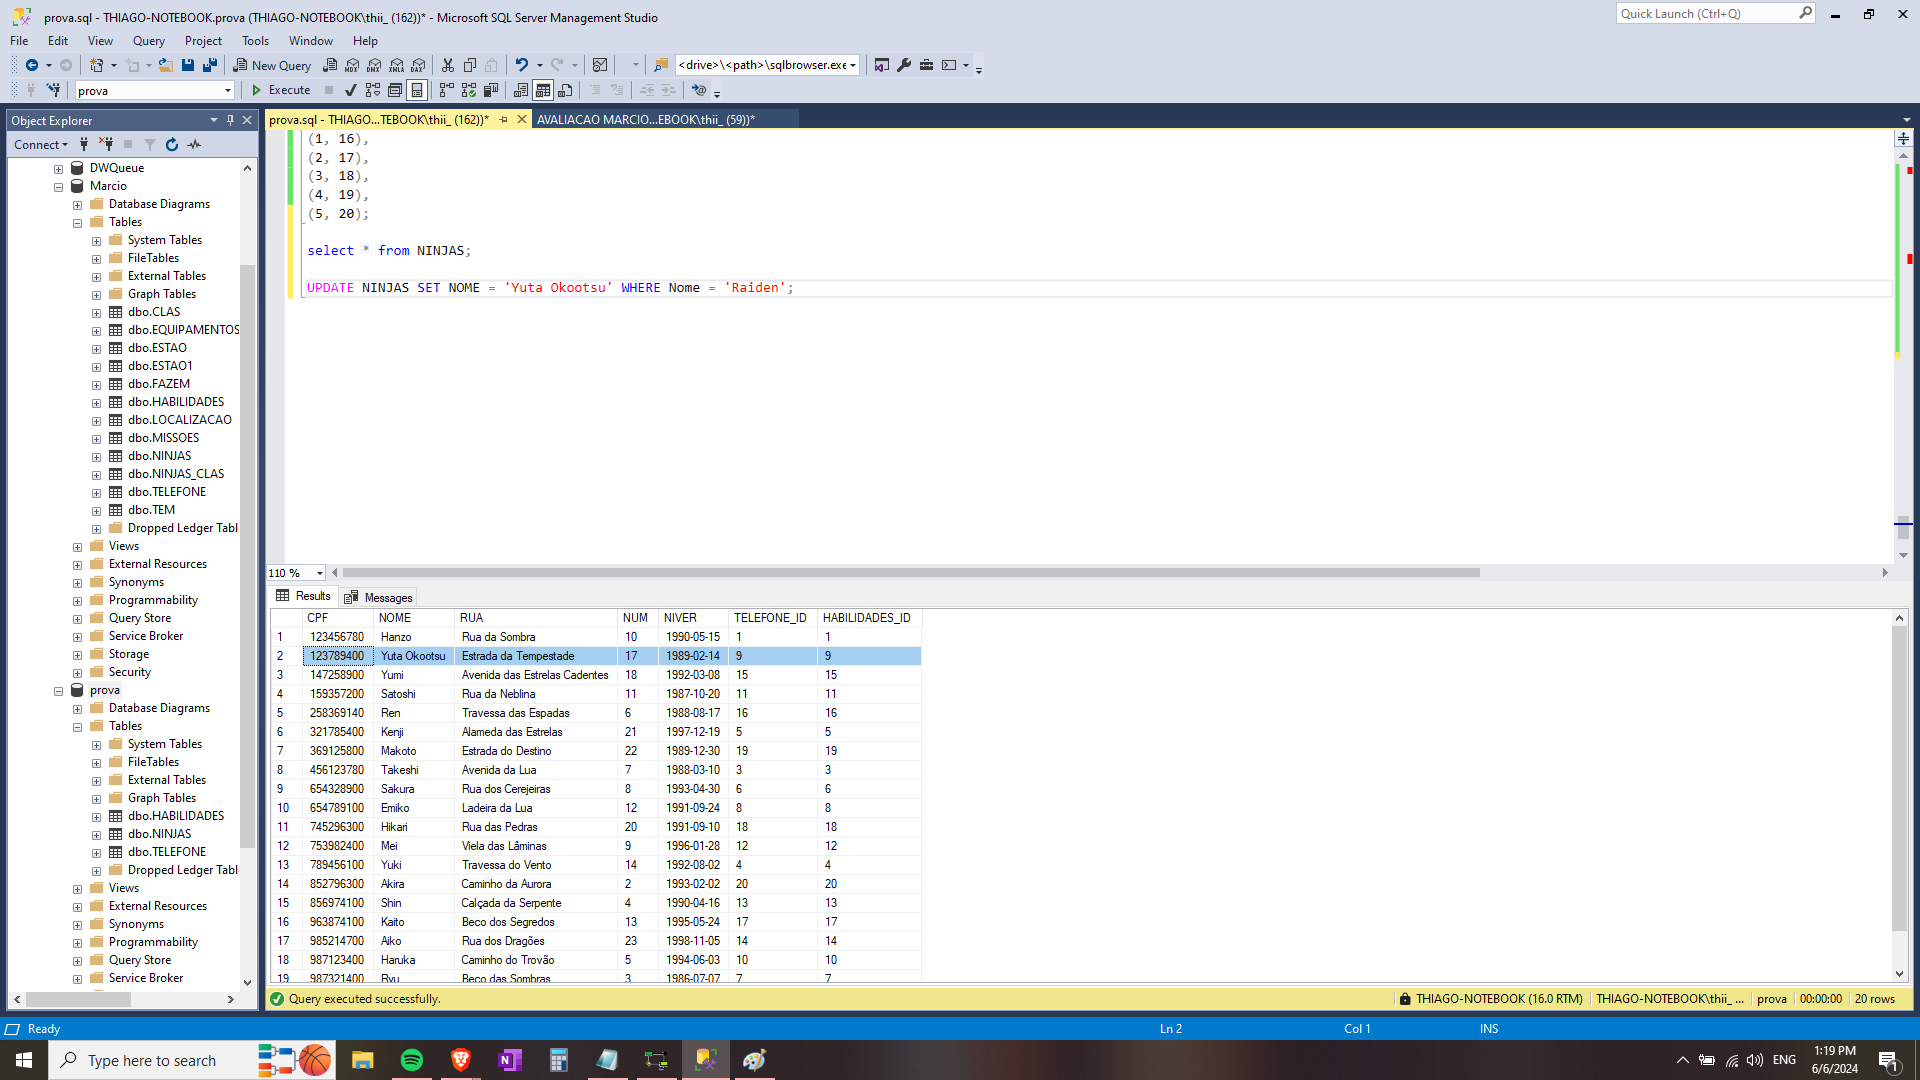 prova.sql - THIAGO-NOTEBOOK.prova (THIAGO-NOTEBOOK\thii_ (162))* - Microsoft SQL Server Management Studio
Quick Launch (Ctrl+Q)
File Edit View Query Project Tools Window Help
New Query
MDX DMX XMLA DAX
<drive>\<path>\sqlbrowser.exe
prova
Execute
Object Explorer
prova.sql - THIAGO...TEBOOK\thii_ (162))*
AVALIACAO MARCIO...EBOOK\thii_ (59))*
Connect
DWQueue
Marcio
Database Diagrams
Tables
System Tables
FileTables
External Tables
Graph Tables
dbo.CLAS
dbo.EQUIPAMENTOS
dbo.ESTAO
dbo.ESTAO1
dbo.FAZEM
dbo.HABILIDADES
dbo.LOCALIZACAO
dbo.MISSOES
dbo.NINJAS
dbo.NINJAS_CLAS
dbo.TELEFONE
dbo.TEM
Dropped Ledger Tabl
Views
External Resources
Synonyms
Programmability
Query Store
Service Broker
Storage
Security
prova
Database Diagrams
Tables
System Tables
FileTables
External Tables
Graph Tables
dbo.HABILIDADES
dbo.NINJAS
dbo.TELEFONE
Dropped Ledger Tabl
Views
External Resources
Synonyms
Programmability
Query Store
Service Broker
(1, 16),
(2, 17),
(3, 18),
(4, 19),
(5, 20);
select * from NINJAS;
UPDATE NINJAS SET NOME = 'Yuta Okootsu' WHERE Nome = 'Raiden';
110 %
Results Messages
CPF NOME RUA NUM NIVER TELEFONE_ID HABILIDADES_ID
1 123456780 Hanzo Rua da Sombra 10 1990-05-15 1 1
2 123789400 Yuta Okootsu Estrada da Tempestade 17 1989-02-14 9 9
3 147258900 Yumi Avenida das Estrelas Cadentes 18 1992-03-08 15 15
4 159357200 Satoshi Rua da Neblina 11 1987-10-20 11 11
5 258369140 Ren Travessa das Espadas 6 1988-08-17 16 16
6 321785400 Kenji Alameda das Estrelas 21 1997-12-19 5 5
7 369125800 Makoto Estrada do Destino 22 1989-12-30 19 19
8 456123780 Takeshi Avenida da Lua 7 1988-03-10 3 3
9 654328900 Sakura Rua dos Cerejeiras 8 1993-04-30 6 6
10 654789100 Emiko Ladeira da Lua 12 1991-09-24 8 8
11 745296300 Hikari Rua das Pedras 20 1991-09-10 18 18
12 753982400 Mei Viela das Lâminas 9 1996-01-28 12 12
13 789456100 Yuki Travessa do Vento 14 1992-08-02 4 4
14 852796300 Akira Caminho da Aurora 2 1993-02-02 20 20
15 856974100 Shin Calçada da Serpente 4 1990-04-16 13 13
16 963874100 Kaito Beco dos Segredos 13 1995-05-24 17 17
17 985214700 Aiko Rua dos Dragões 23 1998-11-05 14 14
18 987123400 Haruka Caminho do Trovão 5 1994-06-03 10 10
19 987321400 Ryu Beco das Sombras 3 1986-07-07 7 7
Query executed successfully.
THIAGO-NOTEBOOK (16.0 RTM) THIAGO-NOTEBOOK\thii_ ... prova 00:00:00 20 rows
Ready Ln 2 Col 1 INS
Type here to search
ENG
1:19 PM
6/6/2024
1